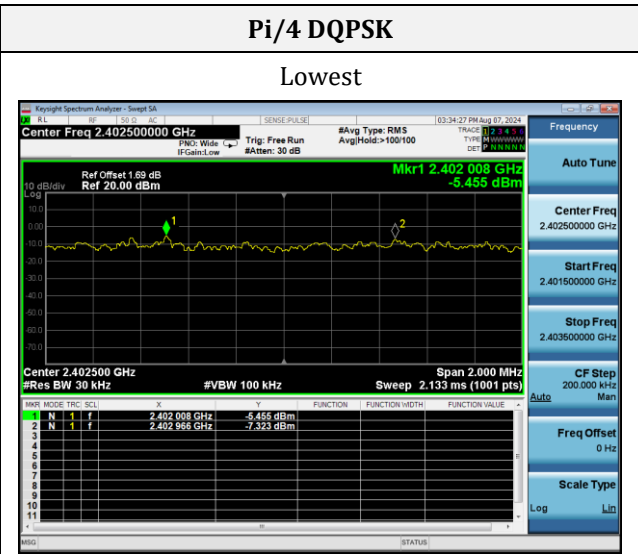 Pi/4 DQPSK
Lowest
Keysight Spectrum Analyzer - Swept SA
RL RF 50 Ω AC SENSE:PULSE 03:34:27 PM Aug 07, 2024
Center Freq 2.402500000 GHz
PNO: Wide
IFGain:Low
Trig: Free Run
#Atten: 30 dB
#Avg Type: RMS
Avg|Hold:>100/100
TRACE 1 2 3 4 5 6
TYPE M WWWWW
DET P N N N N N
Ref Offset 1.69 dB
Ref 20.00 dBm
10 dB/div
Log
Mkr1 2.402 008 GHz
-5.455 dBm
10.0
0.00
-10.0
-20.0
-30.0
-40.0
-50.0
-60.0
-70.0
1
2
Center 2.402500 GHz
#Res BW 30 kHz
#VBW 100 kHz
Span 2.000 MHz
Sweep 2.133 ms (1001 pts)
MKR MODE TRC SCL X Y FUNCTION FUNCTION WIDTH FUNCTION VALUE
1 N 1 f 2.402 008 GHz -5.455 dBm
2 N 1 f 2.402 966 GHz -7.323 dBm
3
4
5
6
7
8
9
10
11
MSG
STATUS
Frequency
Auto Tune
Center Freq
2.402500000 GHz
Start Freq
2.401500000 GHz
Stop Freq
2.403500000 GHz
CF Step
200.000 kHz
Auto Man
Freq Offset
0 Hz
Scale Type
Log Lin